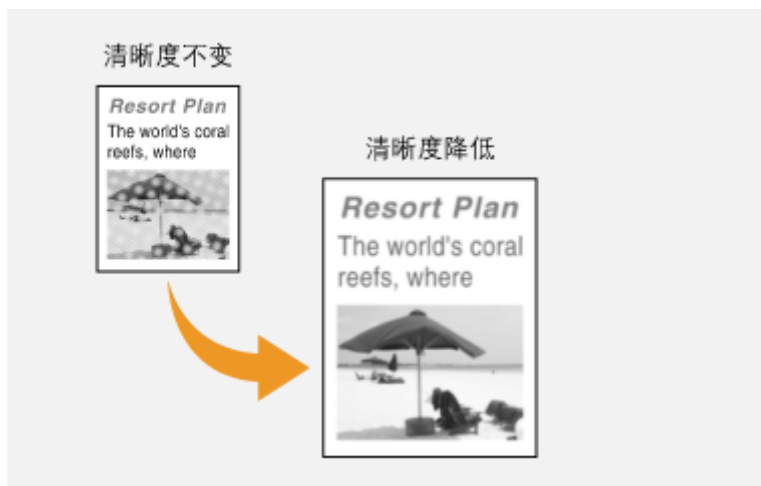 清晰度不变
Resort Plan
The world's coral
reefs, where
清晰度降低
Resort Plan
The world's coral
reefs, where